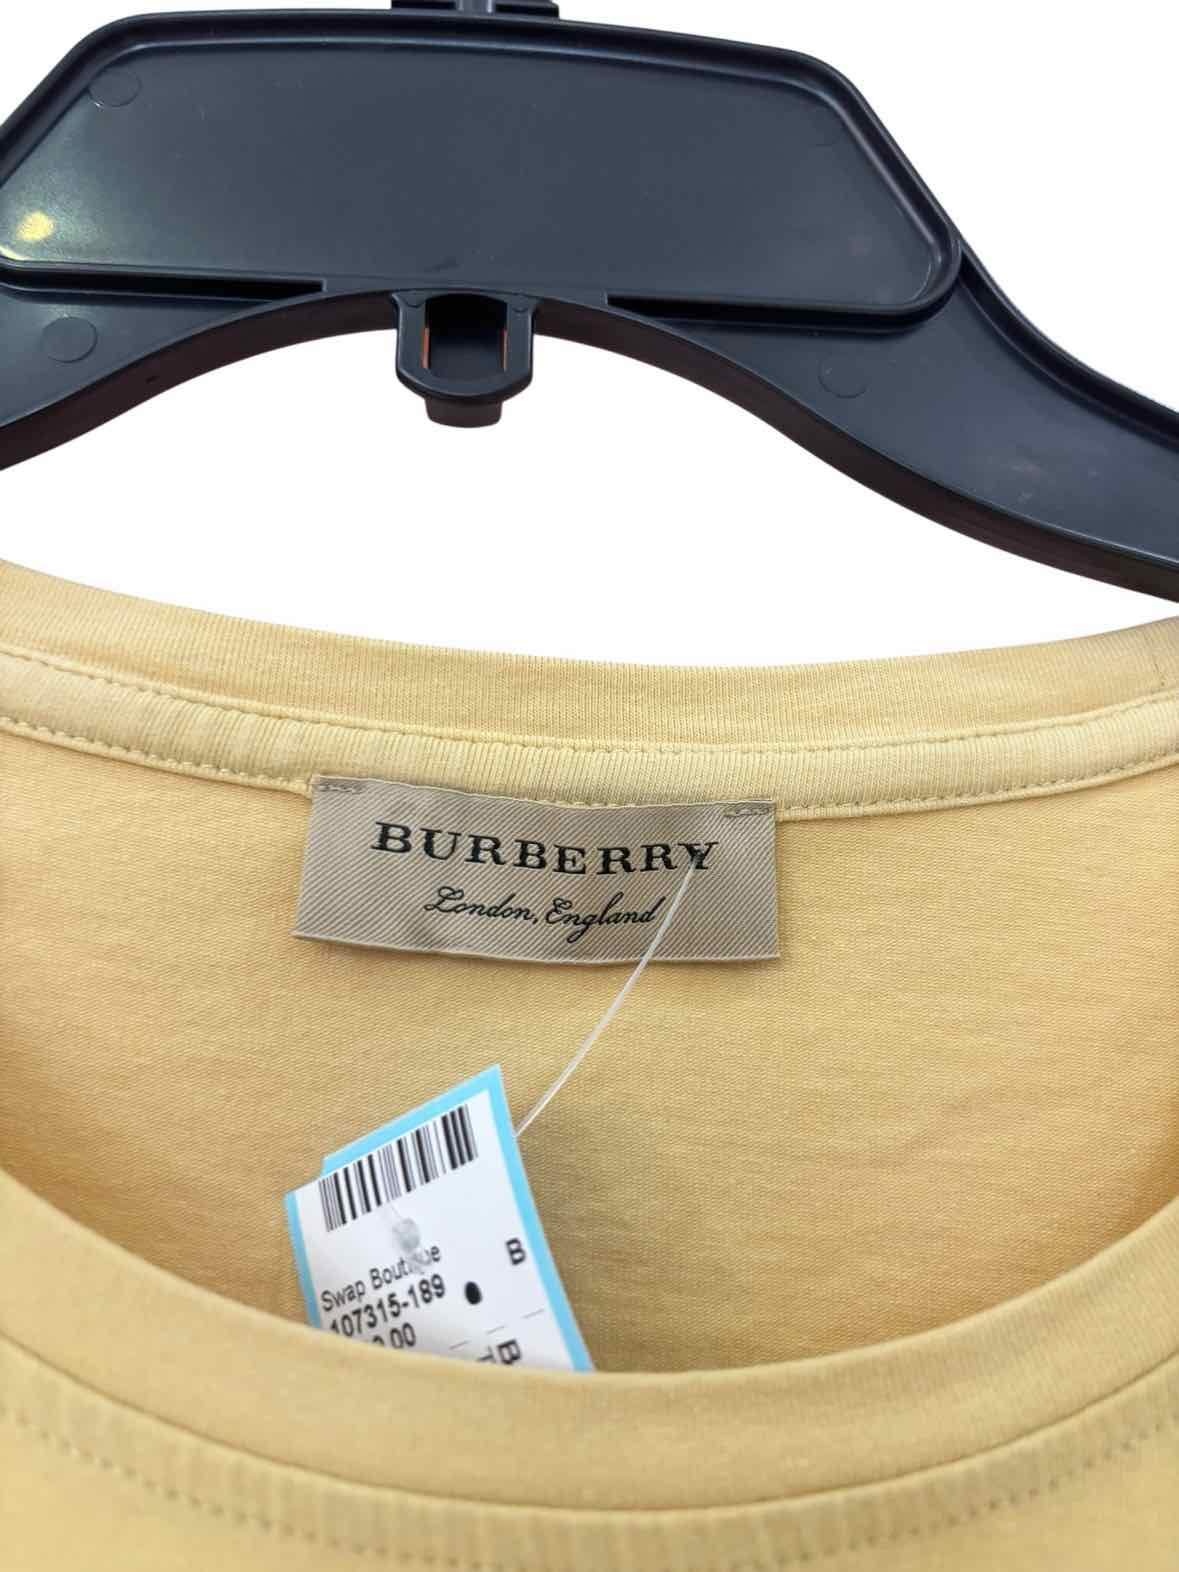 BURBERRY
London, England
Swap Boutique
107315-189
B
B